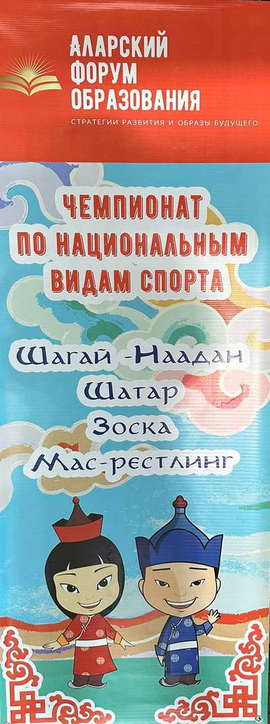 АЛАРСКИЙ
ФОРУМ
ОБРАЗОВАНИЯ
СТРАТЕГИИ РАЗВИТИЯ И ОБРАЗЫ БУДУЩЕГО
ЧЕМПИОНАТ
ПО НАЦИОНАЛЬНЫМ
ВИДАМ СПОРТА
ШАГАЙ -НААДАН
ШАТАР
ЗОСКА
МАС-РЕСТЛИНГ